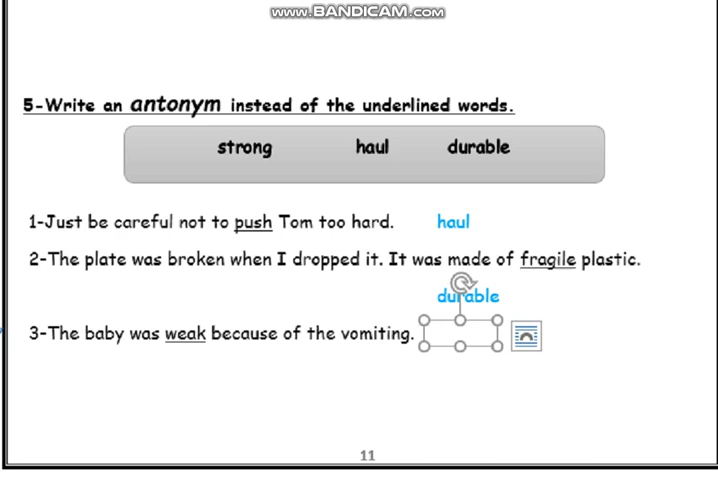 www.BANDICAM.com
5-Write an antonym instead of the underlined words.
strong haul durable
1-Just be careful not to push Tom too hard. haul
2-The plate was broken when I dropped it. It was made of fragile plastic.
durable
3-The baby was weak because of the vomiting.
11